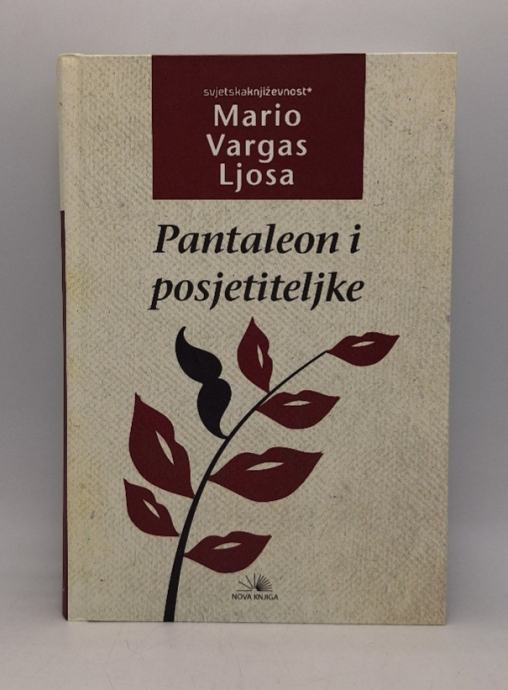 svjetskaknjiževnost*
Mario
Vargas
Ljosa
Pantaleon i
posjetiteljke
NOVA KNJIGA